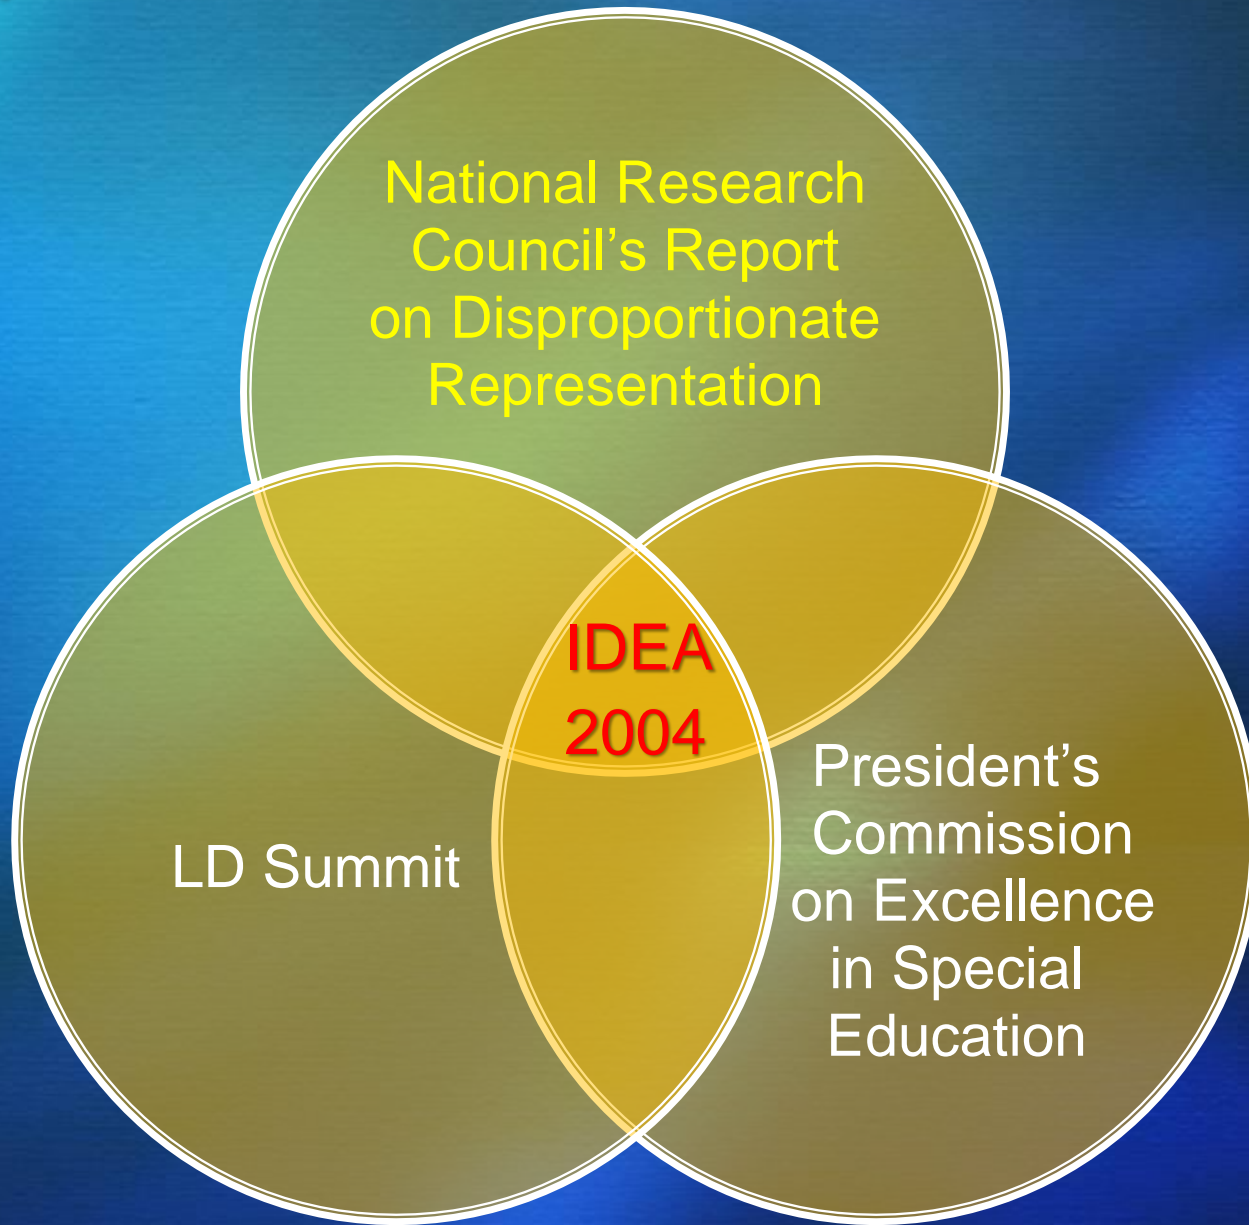 National Research
Council’s Report
on Disproportionate
Representation
IDEA
2004
LD Summit
President’s
Commission
on Excellence
in Special
Education